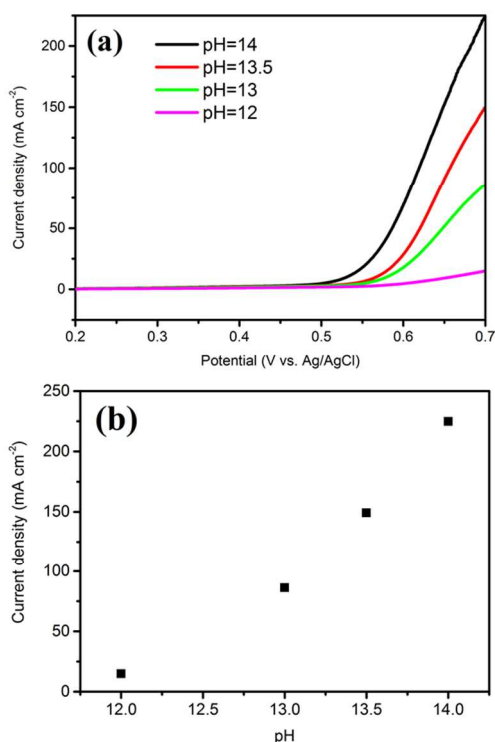 (a)
pH=14
pH=13.5
pH=13
pH=12
200
150
100
50
0
Current density (mA cm⁻²)
0.2 0.3 0.4 0.5 0.6 0.7
Potential (V vs. Ag/AgCl)
(b)
250
200
150
100
50
0
Current density (mA cm⁻²)
12.0 12.5 13.0 13.5 14.0
pH